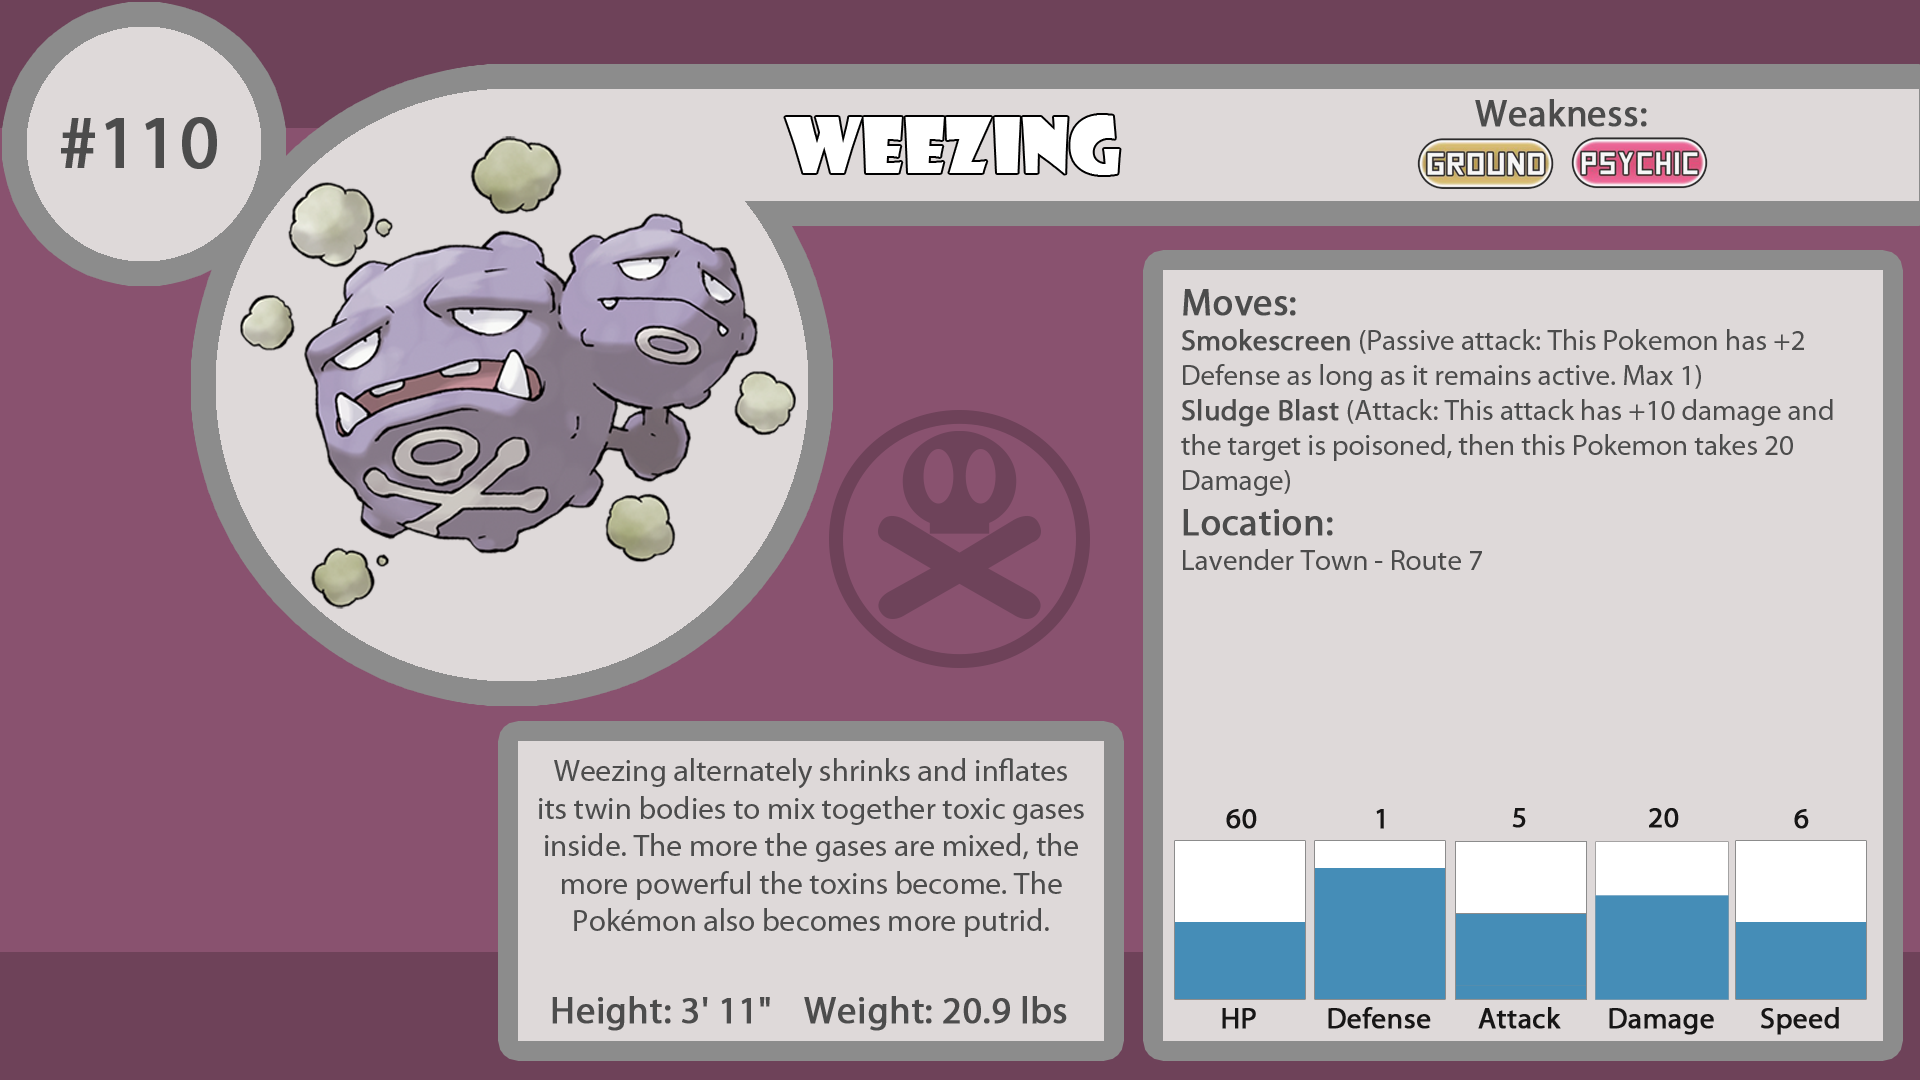 #110
WEEZING
Weakness:
GROUND PSYCHIC
Moves:
Smokescreen (Passive attack: This Pokemon has +2
Defense as long as it remains active. Max 1)
Sludge Blast (Attack: This attack has +10 damage and
the target is poisoned, then this Pokemon takes 20
Damage)
Location:
Lavender Town - Route 7
Weezing alternately shrinks and inflates
its twin bodies to mix together toxic gases
inside. The more the gases are mixed, the
more powerful the toxins become. The
Pokémon also becomes more putrid.
Height: 3' 11" Weight: 20.9 lbs
60 1 5 20 6
HP Defense Attack Damage Speed